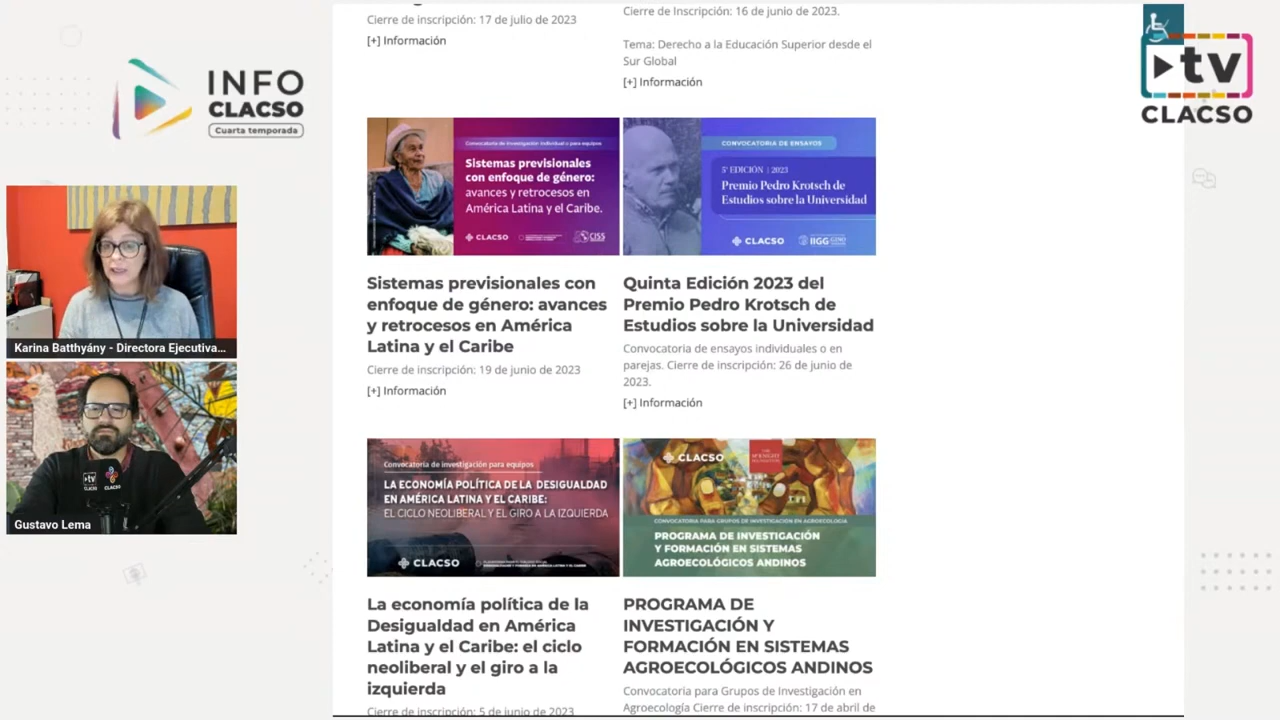 INFO
CLACSO
Cuarta temporada
Karina Batthyány - Directora Ejecutiva...
Gustavo Lema
Cierre de inscripción: 17 de julio de 2023
[+] Información
Cierre de Inscripción: 16 de junio de 2023.
Tema: Derecho a la Educación Superior desde el
Sur Global
[+] Información
Convocatoria de investigación individual o para equipos
Sistemas previsionales
con enfoque de género:
avances y retrocesos en
América Latina y el Caribe.
CLACSO
CISS
Sistemas previsionales con
enfoque de género: avances
y retrocesos en América
Latina y el Caribe
Cierre de inscripción: 19 de junio de 2023
[+] Información
CONVOCATORIA DE ENSAYOS
5ª EDICIÓN | 2023
Premio Pedro Krotsch de
Estudios sobre la Universidad
CLACSO
IIGG GINO
Quinta Edición 2023 del
Premio Pedro Krotsch de
Estudios sobre la Universidad
Convocatoria de ensayos individuales o en
parejas. Cierre de inscripción: 26 de junio de
2023.
[+] Información
Convocatoria de investigación para equipos
LA ECONOMÍA POLÍTICA DE LA DESIGUALDAD
EN AMÉRICA LATINA Y EL CARIBE:
EL CICLO NEOLIBERAL Y EL GIRO A LA IZQUIERDA
CLACSO
La economía política de la
Desigualdad en América
Latina y el Caribe: el ciclo
neoliberal y el giro a la
izquierda
Cierre de inscripción: 5 de junio de 2023
CLACSO
CONVOCATORIA PARA GRUPOS DE INVESTIGACIÓN EN AGROECOLOGÍA
PROGRAMA DE INVESTIGACIÓN
Y FORMACIÓN EN SISTEMAS
AGROECOLÓGICOS ANDINOS
PROGRAMA DE
INVESTIGACIÓN Y
FORMACIÓN EN SISTEMAS
AGROECOLÓGICOS ANDINOS
Convocatoria para Grupos de Investigación en
Agroecología Cierre de inscripción: 17 de abril de
tv
CLACSO